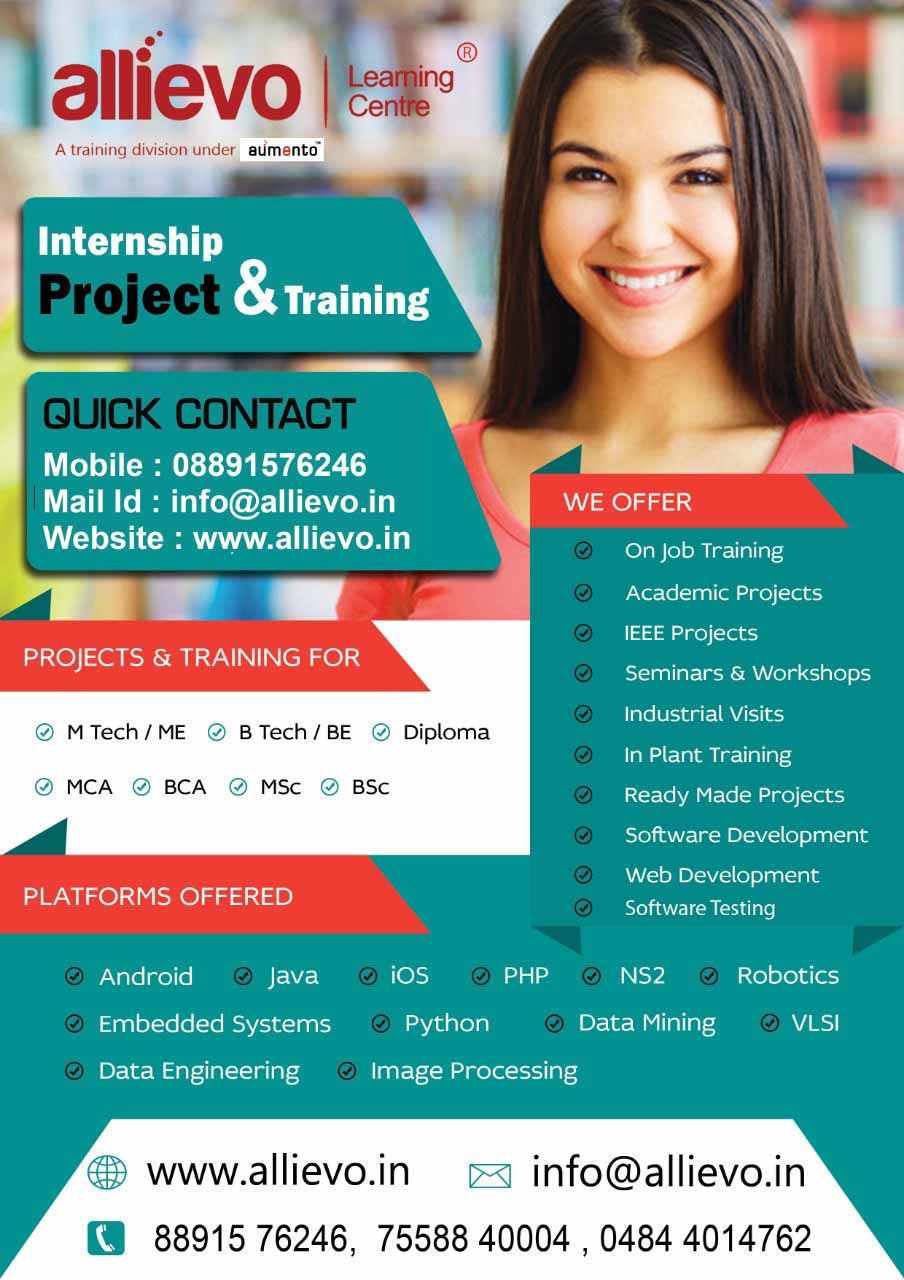 allievo
Learning
Centre
®
A training division under aumento™
Internship
Project & Training
QUICK CONTACT
Mobile : 08891576246
Mail Id : info@allievo.in
Website : www.allievo.in
WE OFFER
On Job Training
Academic Projects
IEEE Projects
Seminars & Workshops
Industrial Visits
In Plant Training
Ready Made Projects
Software Development
Web Development
Software Testing
PROJECTS & TRAINING FOR
M Tech / ME B Tech / BE Diploma
MCA BCA MSc BSc
PLATFORMS OFFERED
Android Java iOS PHP NS2 Robotics
Embedded Systems Python Data Mining VLSI
Data Engineering Image Processing
www.allievo.in info@allievo.in
88915 76246, 75588 40004 , 0484 4014762